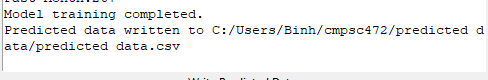 Model training completed.
Predicted data written to C:/Users/Binh/cmpsc472/predicted d
ata/predicted data.csv